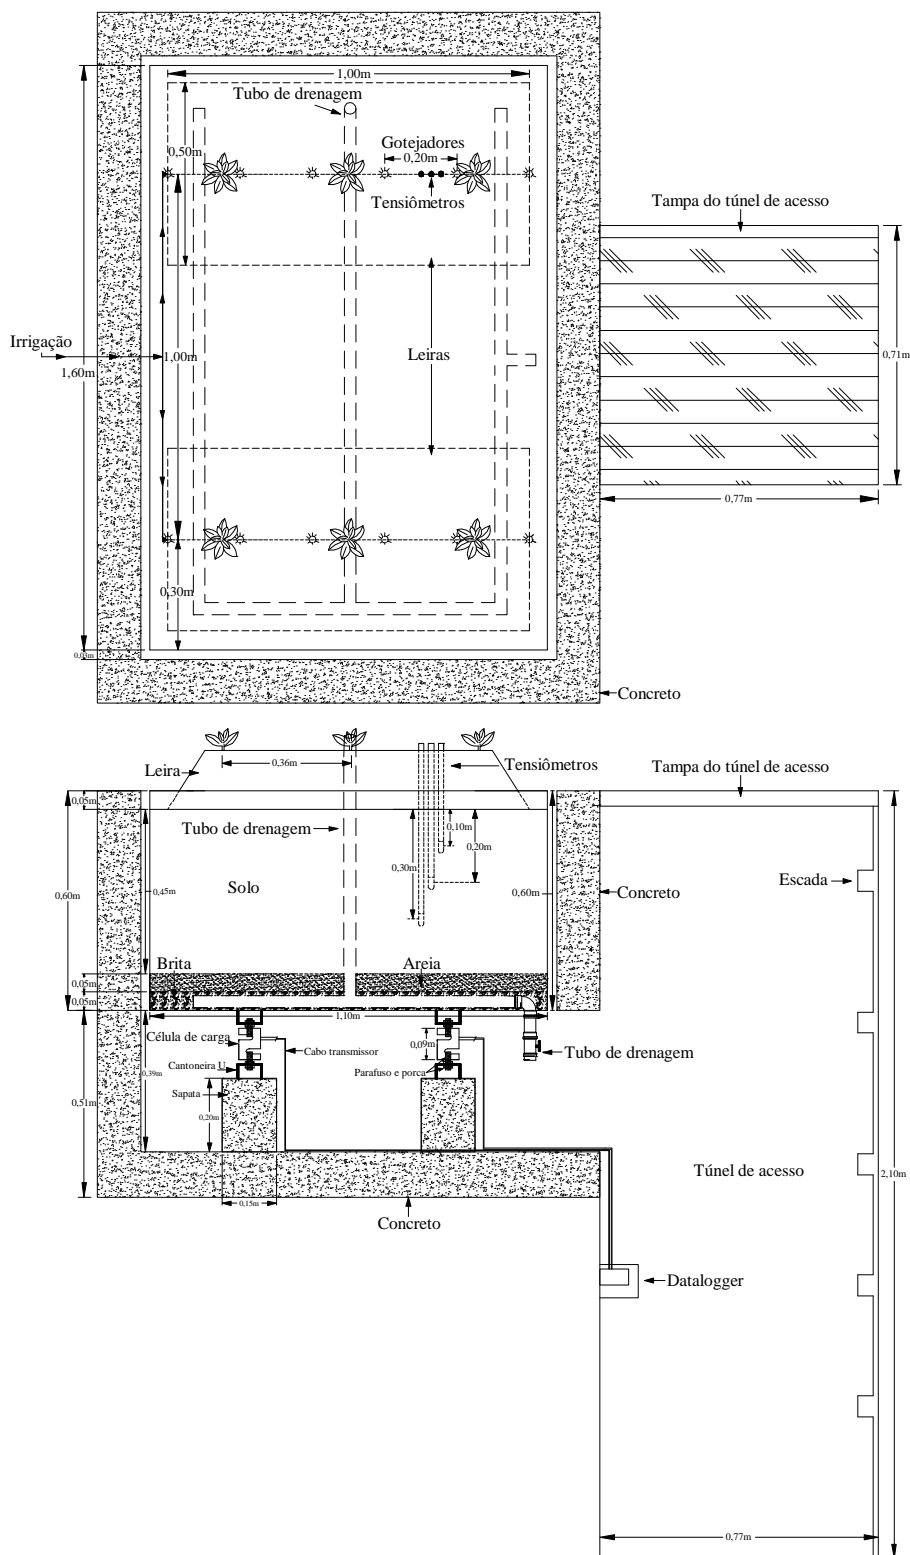 1,00m
Tubo de drenagem
Gotejadores
0,50m
0,20m
Tensiômetros
Tampa do túnel de acesso
Irrigação
1,00m
Leiras
0,71m
1,60m
0,77m
0,30m
0,03m
Concreto
0,36m
Leira
Tensiômetros
Tampa do túnel de acesso
0,05m
Tubo de drenagem
0,10m
0,20m
0,30m
Escada
Solo
0,45m
0,60m
0,60m
Concreto
Brita
Areia
0,05m
0,05m
1,10m
Célula de carga
Cabo transmissor
0,09m
Tubo de drenagem
Cantoneira U
Parafuso e porca
0,39m
Sapata
0,51m
0,20m
Túnel de acesso
2,10m
0,15m
Concreto
Datalogger
0,77m